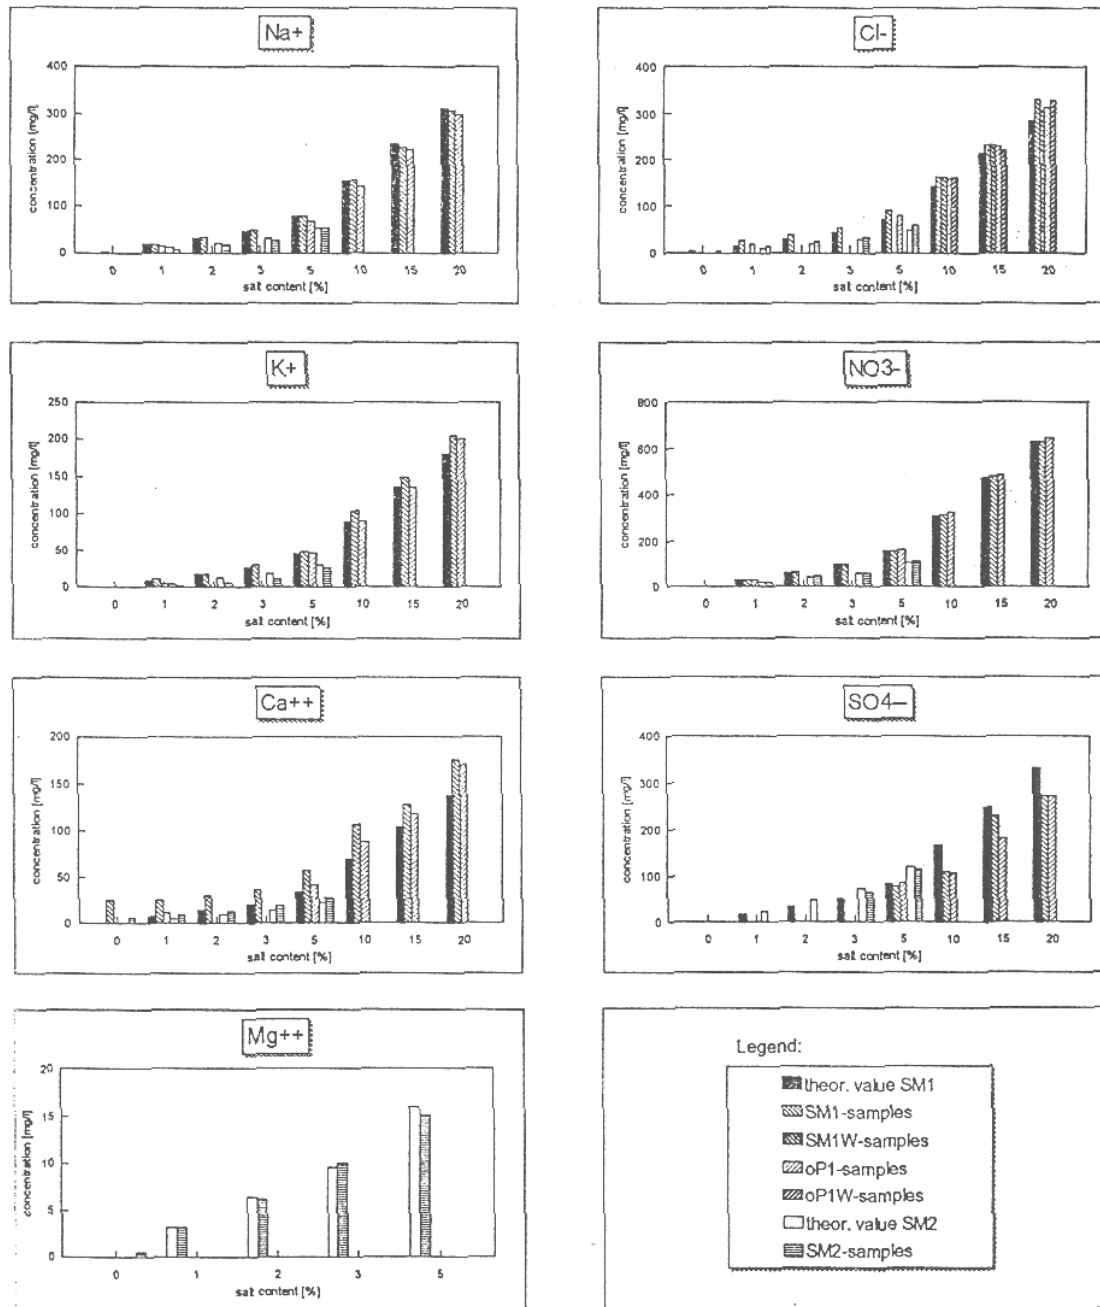 Na+
400
300
200
100
0
concentration [mg/l]
0 1 2 3 5 10 15 20
salt content [%]
Cl-
400
300
200
100
0
concentration [mg/l]
0 1 2 3 5 10 15 20
salt content [%]
K+
250
200
150
100
50
0
concentration [mg/l]
0 1 2 3 5 10 15 20
salt content [%]
NO3-
800
600
400
200
0
concentration [mg/l]
0 1 2 3 5 10 15 20
salt content [%]
Ca++
200
150
100
50
0
concentration [mg/l]
0 1 2 3 5 10 15 20
salt content [%]
SO4--
400
300
200
100
0
concentration [mg/l]
0 1 2 3 5 10 15 20
salt content [%]
Mg++
20
15
10
5
0
concentration [mg/l]
0 1 2 3 5
salt content [%]
Legend:
theor. value SM1
SM1-samples
SM1W-samples
oP1-samples
oP1W-samples
theor. value SM2
SM2-samples